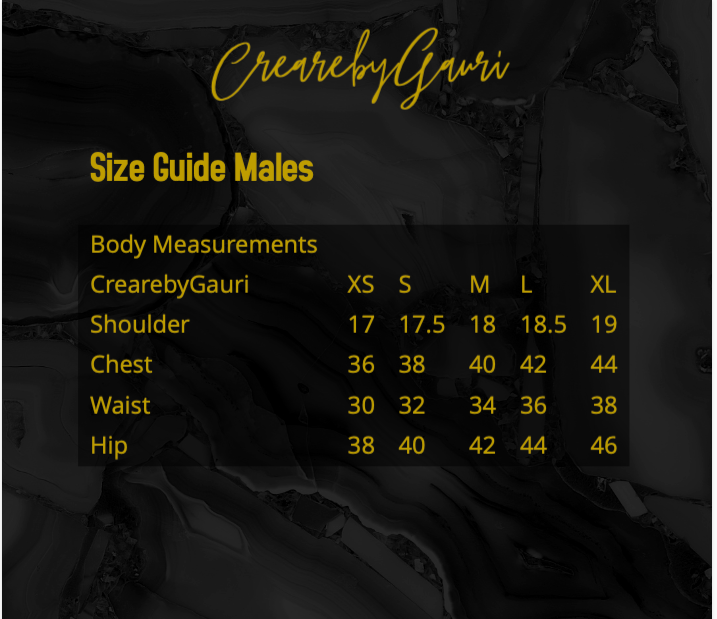 CrearebyGauri
Size Guide Males
Body Measurements
CrearebyGauri XS S M L XL
Shoulder 17 17.5 18 18.5 19
Chest 36 38 40 42 44
Waist 30 32 34 36 38
Hip 38 40 42 44 46